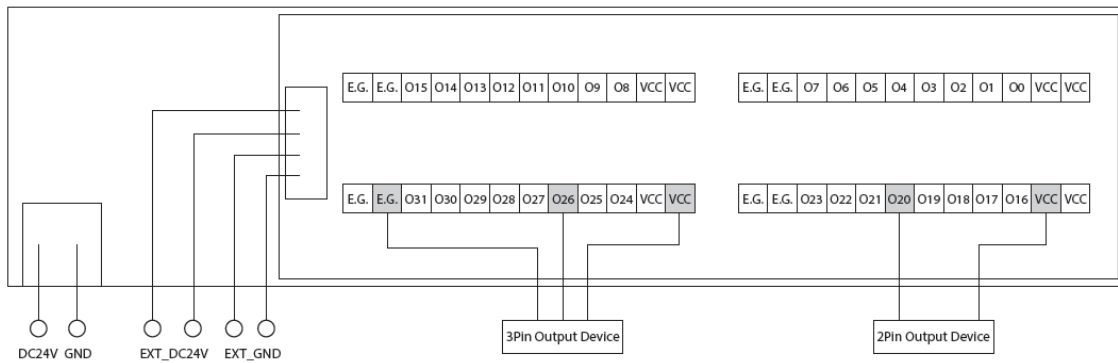 E.G. E.G. O15 O14 O13 O12 O11 O10 O9 O8 VCC VCC
E.G. E.G. O7 O6 O5 O4 O3 O2 O1 O0 VCC VCC
E.G. E.G. O31 O30 O29 O28 O27 O26 O25 O24 VCC VCC
E.G. E.G. O23 O22 O21 O20 O19 O18 O17 O16 VCC VCC
3Pin Output Device
2Pin Output Device
DC24V GND EXT_DC24V EXT_GND